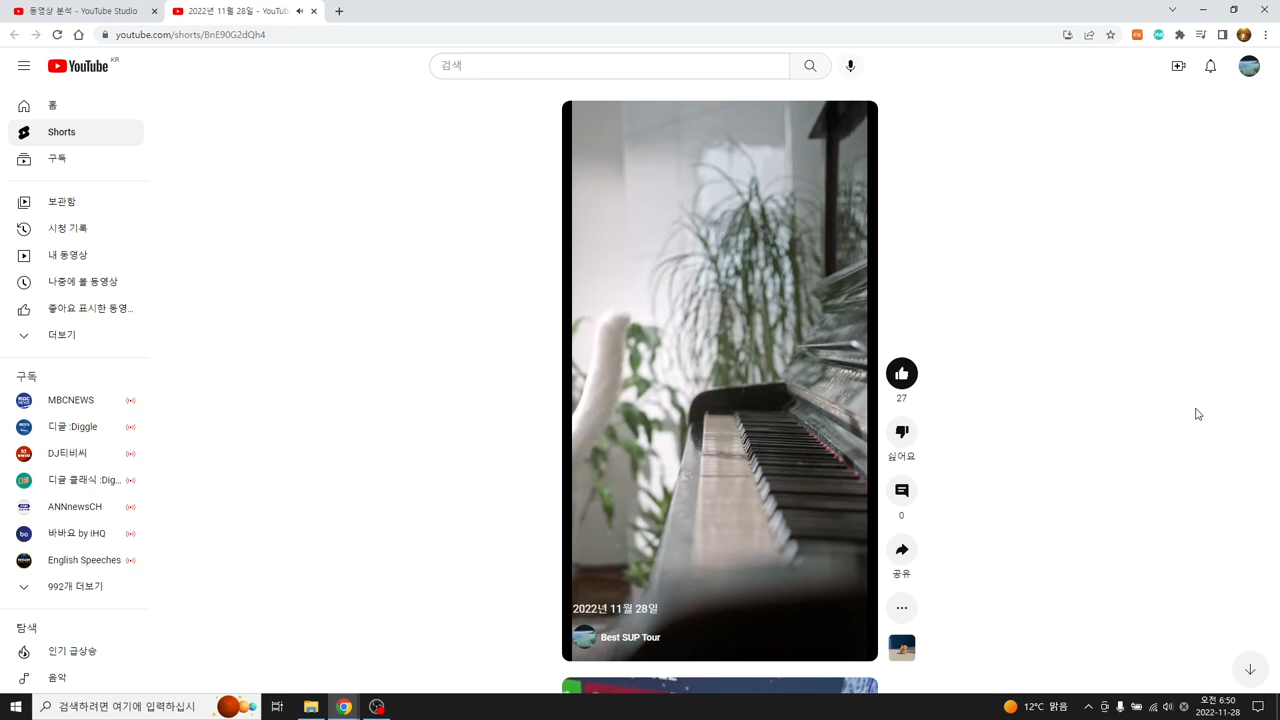 동영상 분석 - YouTube Studio
2022년 11월 28일 - YouTub
youtube.com/shorts/BnE90G2dQh4
YouTube KR
검색
홈
Shorts
구독
보관함
시청 기록
내 동영상
나중에 볼 동영상
좋아요 표시한 동영...
더보기
구독
MBCNEWS
디글 :Diggle
DJ티비씨
디글 클래식 :Dig...
ANNnewsCH
바바요 by iHQ
English Speeches
992개 더보기
탐색
인기 급상승
음악
27
싫어요
0
공유
2022년 11월 28일
Best SUP Tour
검색하려면 여기에 입력하십시
12°C 맑음
오전 6:50
2022-11-28